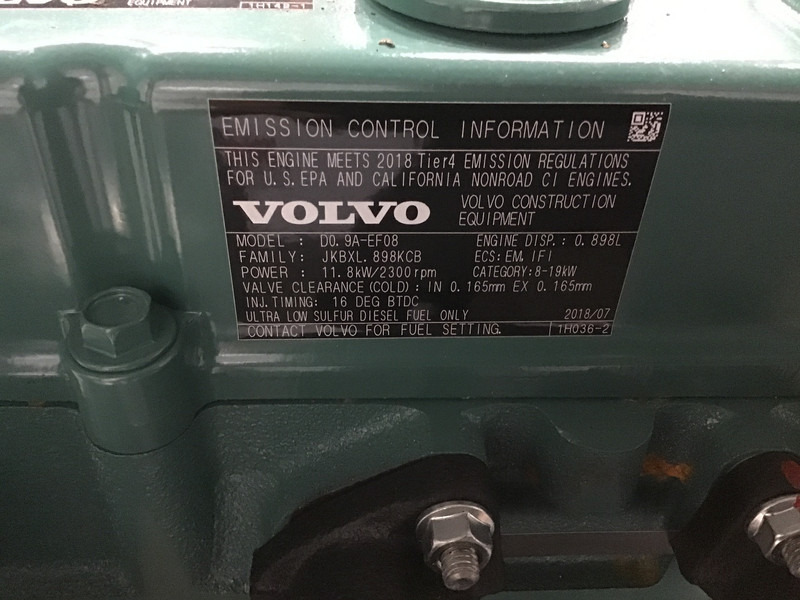 EQUIPMENT
1H148-1
EMISSION CONTROL INFORMATION
THIS ENGINE MEETS 2018 Tier4 EMISSION REGULATIONS
FOR U.S.EPA AND CALIFORNIA NONROAD CI ENGINES.
VOLVO VOLVO CONSTRUCTION
EQUIPMENT
MODEL : D0.9A-EF08 ENGINE DISP.: 0.898L
FAMILY: JKBXL.898KCB ECS:EM.IFI
POWER : 11.8kW/2300rpm CATEGORY:8-19kW
VALVE CLEARANCE(COLD): IN 0.165mm EX 0.165mm
INJ.TIMING: 16 DEG BTDC
ULTRA LOW SULFUR DIESEL FUEL ONLY 2018/07
CONTACT VOLVO FOR FUEL SETTING. 1H036-2